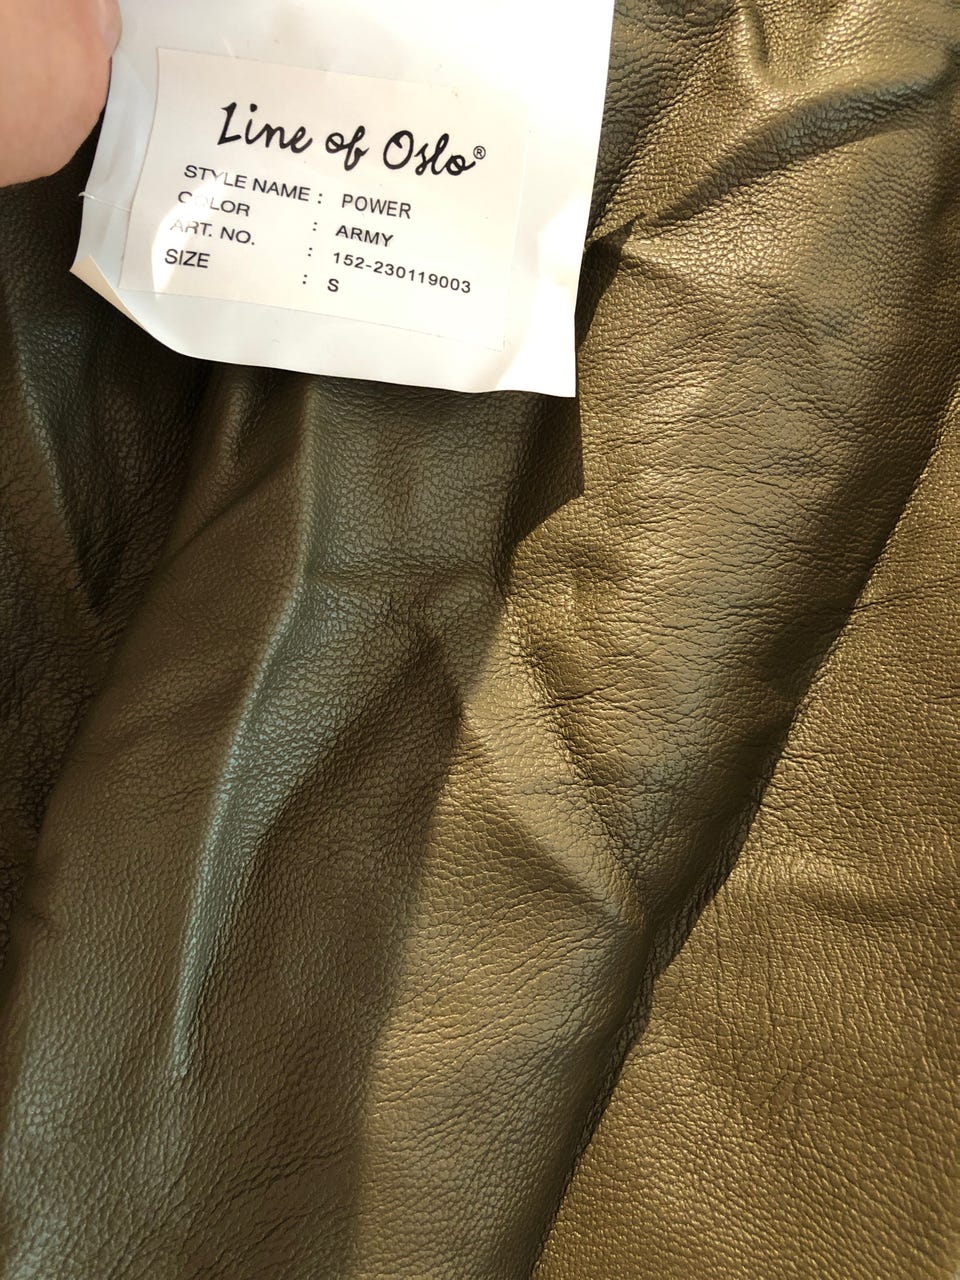 Line of Oslo®
STYLE NAME : POWER
COLOR : ARMY
ART. NO. : 152-230119003
SIZE : S